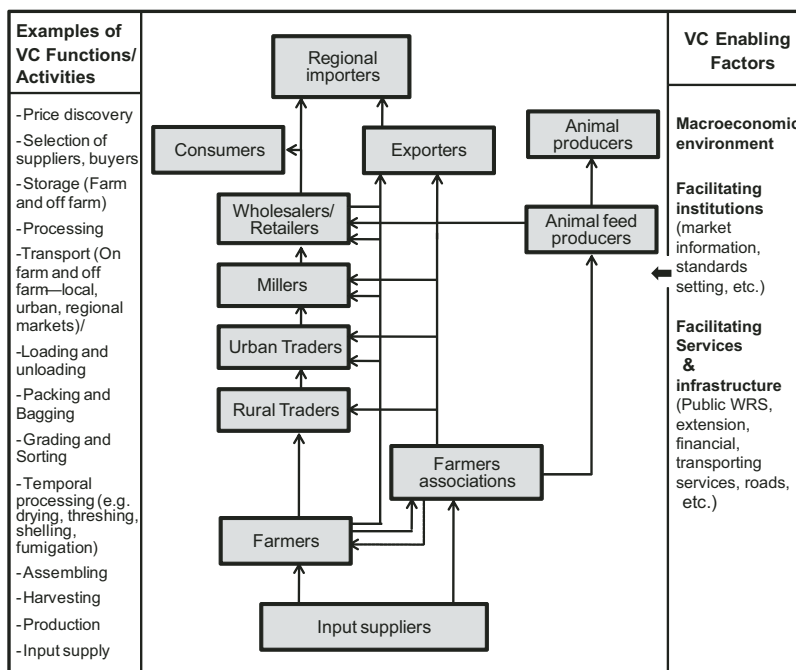 Examples of
VC Functions/
Activities
-Price discovery
-Selection of
suppliers, buyers
-Storage (Farm
and off farm)
-Processing
-Transport (On
farm and off
farm—local,
urban, regional
markets)/
-Loading and
unloading
-Packing and
Bagging
-Grading and
Sorting
-Temporal
processing (e.g.
drying, threshing,
shelling,
fumigation)
-Assembling
-Harvesting
-Production
-Input supply
Regional
importers
Consumers
Exporters
Animal
producers
Wholesalers/
Retailers
Animal feed
producers
Millers
Urban Traders
Rural Traders
Farmers
associations
Farmers
Input suppliers
VC Enabling
Factors
Macroeconomic
environment
Facilitating
institutions
(market
information,
standards
setting, etc.)
Facilitating
Services
&
infrastructure
(Public WRS,
extension,
financial,
transporting
services, roads,
etc.)